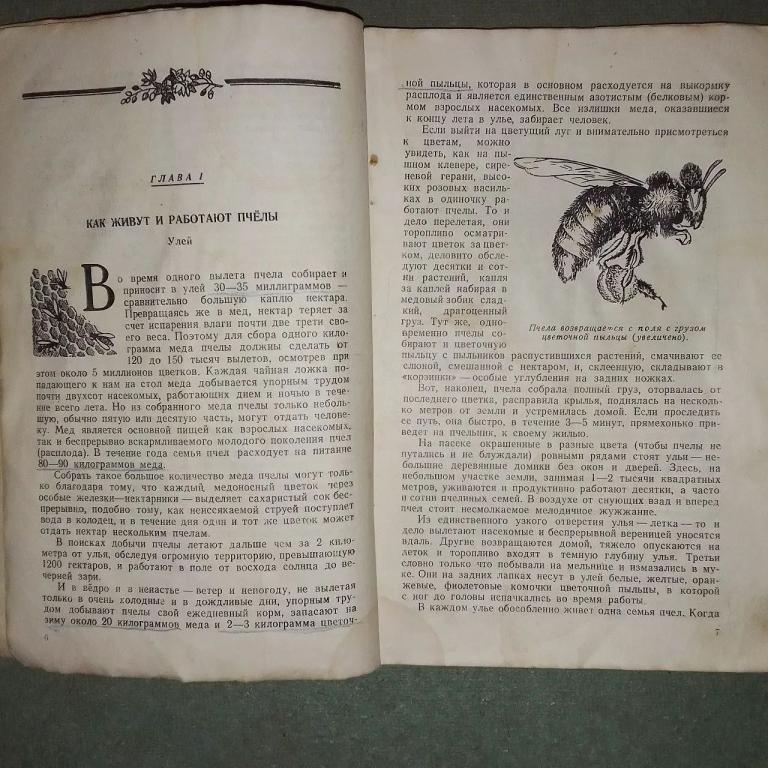 ГЛАВА I
КАК ЖИВУТ И РАБОТАЮТ ПЧЁЛЫ
Улей
Во время одного вылета пчела собирает и
приносит в улей 30—35 миллиграммов —
сравнительно большую каплю нектара.
Превращаясь же в мед, нектар теряет за
счет испарения влаги почти две трети сво-
его веса. Поэтому для сбора одного кило-
грамма меда пчелы должны сделать от
120 до 150 тысяч вылетов, осмотрев при
этом около 5 миллионов цветков. Каждая чайная ложка по-
падающего к нам на стол меда добывается упорным трудом
почти двухсот насекомых, работающих днем и ночью в тече-
ние всего лета. Но из собранного меда пчелы только неболь-
шую, обычно пятую или десятую часть, могут отдать челове-
ку. Мед является основной пищей как взрослых насекомых,
так и беспрерывно вскармливаемого молодого поколения пчел
(расплода). В течение года семья пчел расходует на питание
80—90 килограммов меда.
Собрать такое большое количество меда пчелы могут толь-
ко благодаря тому, что каждый, медоносный цветок через
особые железки—нектарники—выделяет сахаристый сок бес-
прерывно, подобно тому, как неиссякаемой струей поступает
вода в колодец, и в течение дня один и тот же цветок может
отдать нектар нескольким пчелам.
В поисках добычи пчелы летают дальше чем за 2 кило-
метра от улья, обследуя огромную территорию, превышающую
1200 гектаров, и работают в поле от восхода солнца до ве-
черней зари.
И в вёдро и в ненастье—ветер и непогоду, не вылетая
только в очень холодные и в дождливые дни, упорным тру-
дом добывают пчелы свой ежедневный корм, запасают на
зиму около 20 килограммов меда и 2—3 килограмма цветоч-
6
ной пыльцы, которая в основном расходуется на выкормку
расплода и является единственным азотистым (белковым) кор-
мом взрослых насекомых. Все излишки меда, оказавшиеся
к концу лета в улье, забирает человек.
Если выйти на цветущий луг и внимательно присмотреться
к цветам, можно
увидеть, как на пы-
шном клевере, сире-
невой герани, высо-
ких розовых василь-
ках в одиночку ра-
ботают пчелы. То и
дело перелетая, они
торопливо осматри-
вают цветок за цвет-
ком, деловито обсле-
дуют десятки и сот-
ни растений, капля
за каплей набирая в
медовый зобик слад-
кий, драгоценный
груз. Тут же, одно-
временно пчелы со-
бирают и цветочную
Пчела возвращается с поля с грузом
цветочной пыльцы (увеличено).
пыльцу с пыльников распустившихся растений, смачивают ее
слюной, смешанной с нектаром, и, склеенную, складывают в
«корзинки»—особые углубления на задних ножках.
Вот, наконец, пчела собрала полный груз, оторвалась от
последнего цветка, расправила крылья, поднялась на несколь-
ко метров от земли и устремилась домой. Если проследить
ее путь, она быстро, в течение 3—5 минут, прямехонько при-
ведет на пчельник, к своему жилью.
На пасеке окрашенные в разные цвета (чтобы пчелы не
путались и не блуждали) ровными рядами стоят ульи—не-
большие деревянные домики без окон и дверей. Здесь, на
небольшом участке земли, занимая 1—2 тысячи квадратных
метров, уживаются и продуктивно работают десятки, а часто
и сотни пчелиных семей. В воздухе от снующих взад и вперед
пчел стоит несмолкаемое мелодичное жужжание.
Из единственного узкого отверстия улья—летка—то и
дело вылетают насекомые и беспрерывной вереницей уносятся
вдаль. Другие возвращаются домой, тяжело опускаются на
леток и торопливо входят в темную глубину улья. Третьи
словно только что побывали на мельнице и измазались в му-
ке. Они на задних лапках несут в улей белые, желтые, оран-
жевые, фиолетовые комочки цветочной пыльцы, в которой
с ног до головы испачкались во время работы.
В каждом улье обособленно живет одна семья пчел. Когда
7